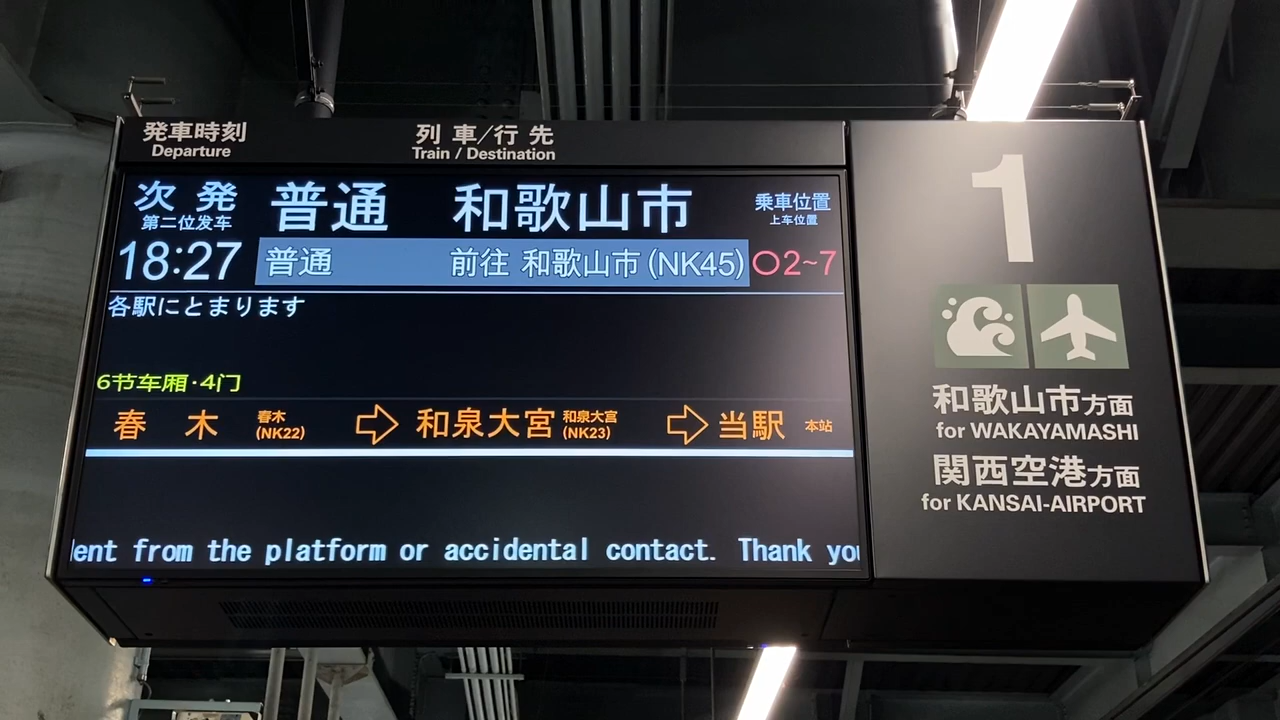 発車時刻
Departure
列車/行先
Train / Destination
次発
第二位发车
普通 和歌山市
乗車位置
上车位置
18:27
普通 前往 和歌山市 (NK45)
○2~7
各駅にとまります
6节车厢·4门
春木 春木 (NK22) ⇨ 和泉大宮 和泉大宫 (NK23) ⇨ 当駅 本站
ent from the platform or accidental contact. Thank you
1
和歌山市方面
for WAKAYAMASHI
関西空港方面
for KANSAI-AIRPORT